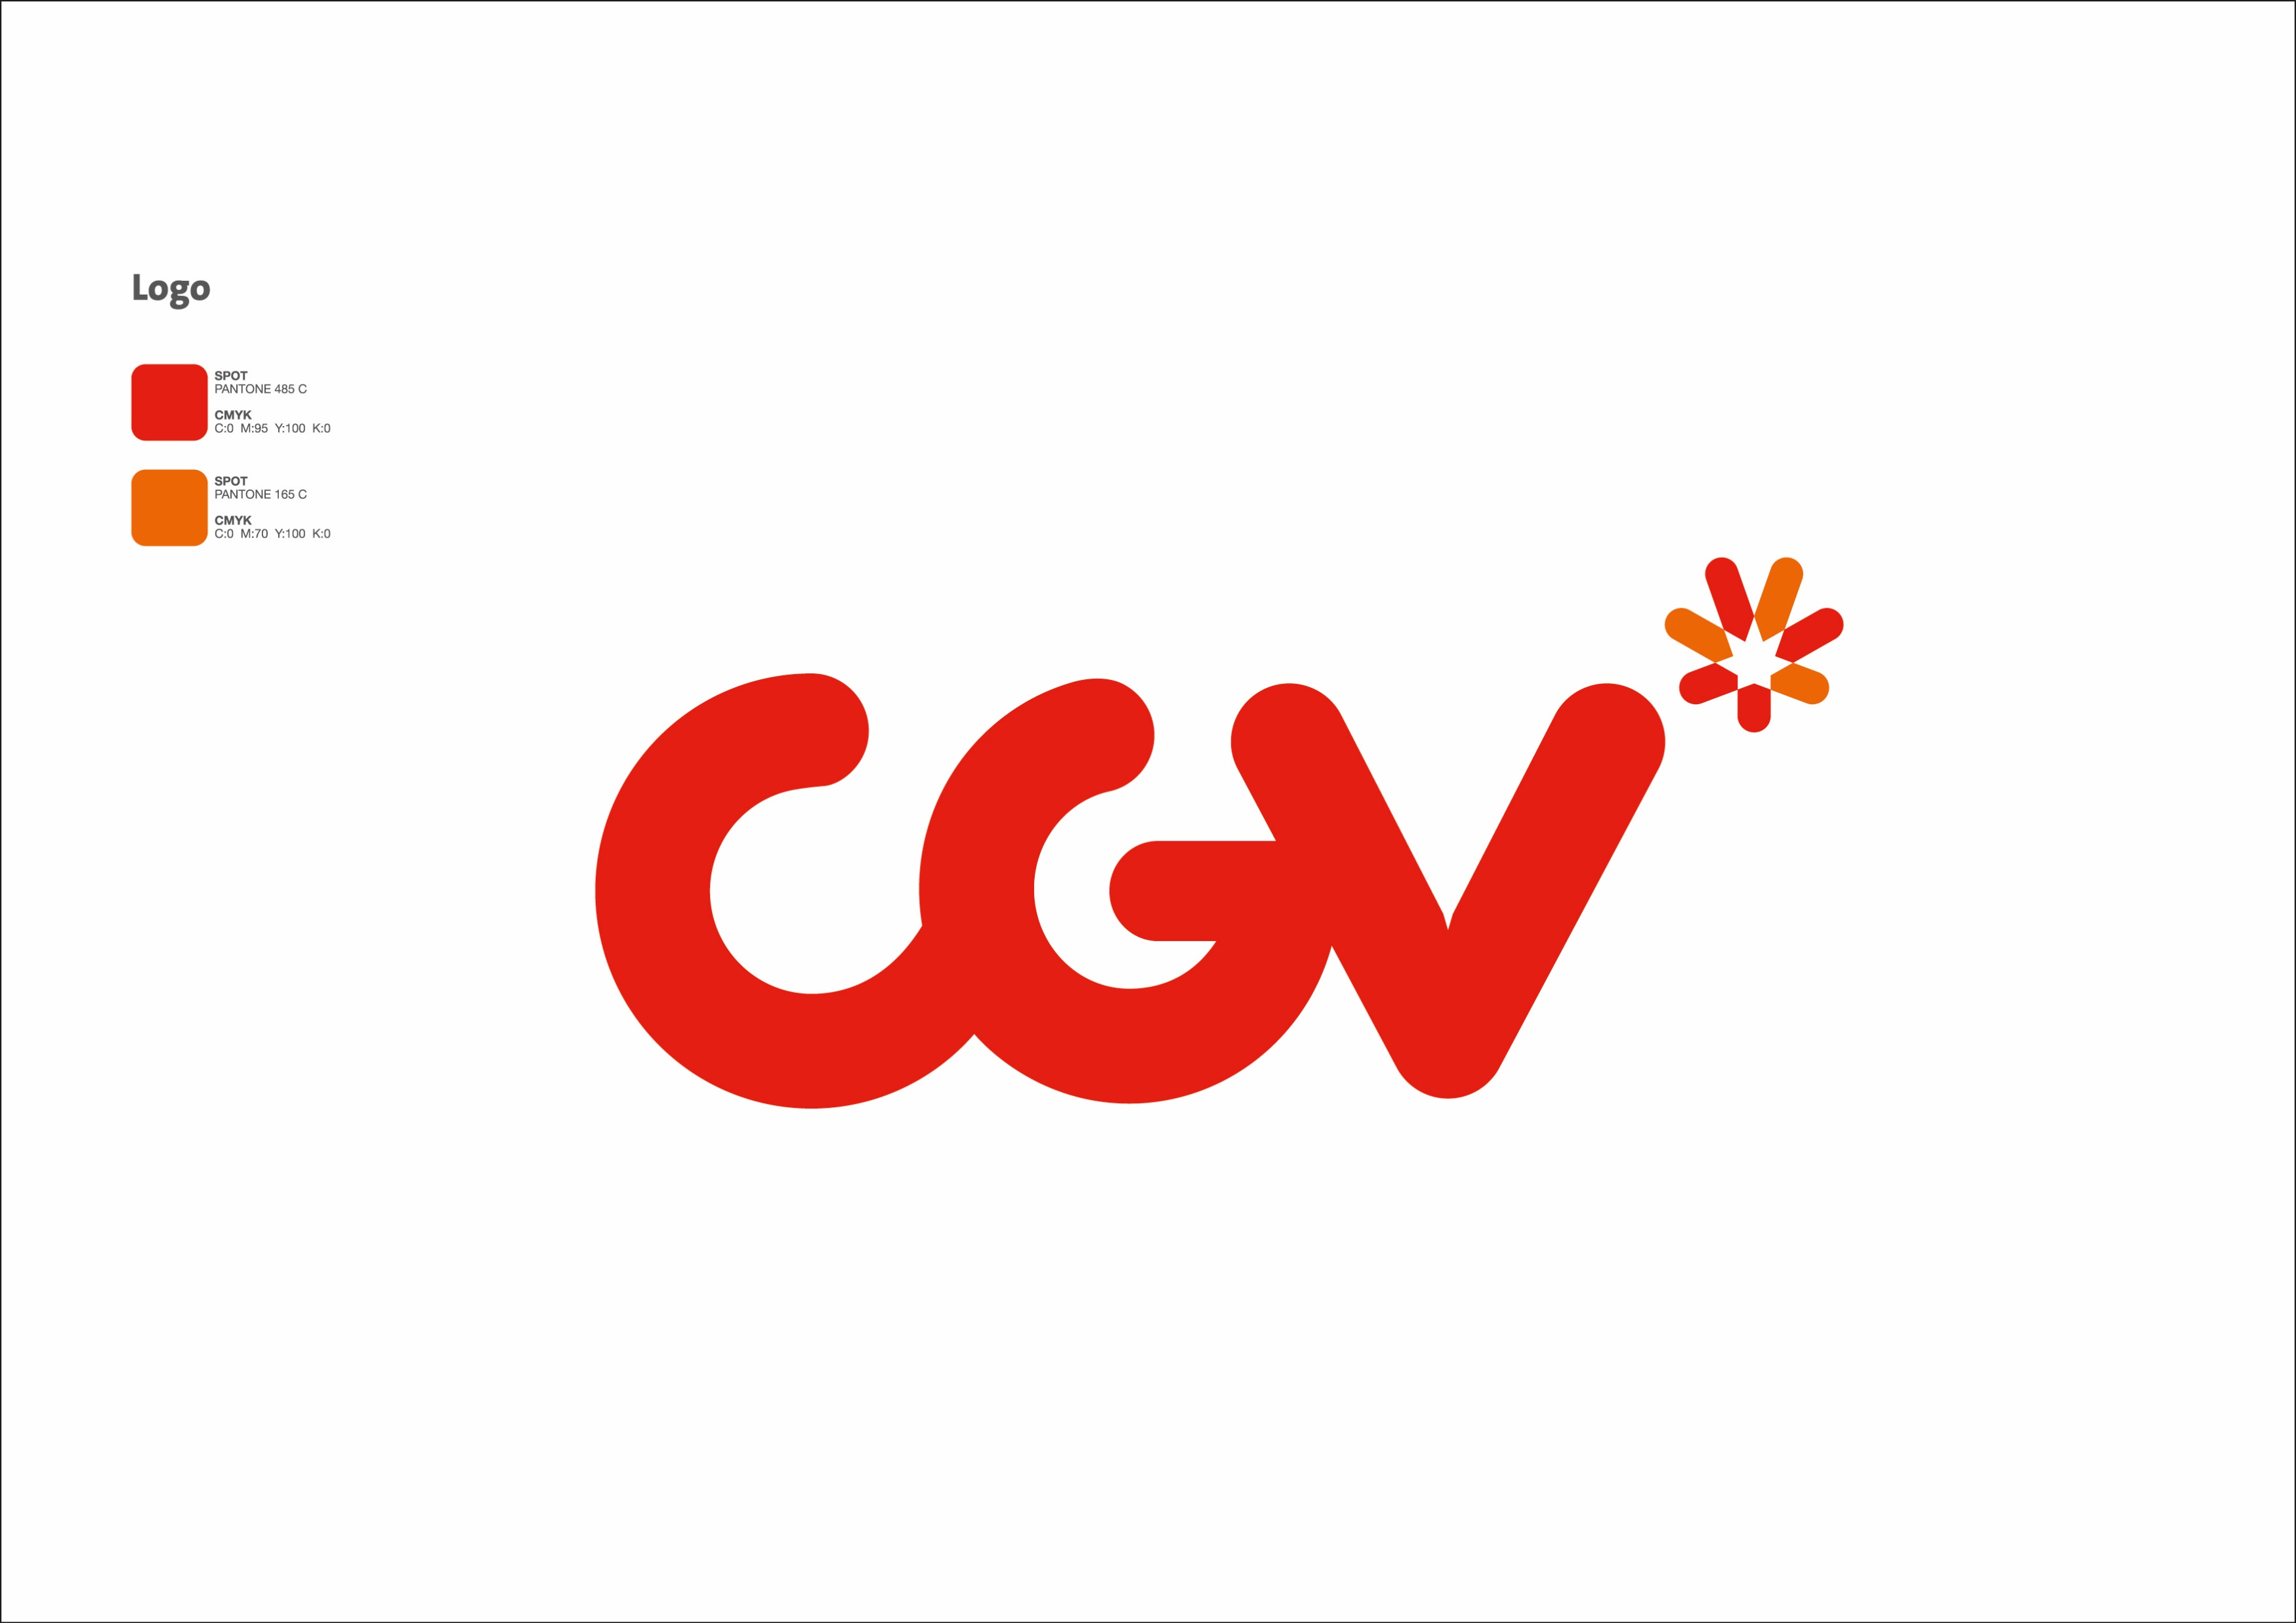 Logo
SPOT
PANTONE 485 C
CMYK
C:0 M:95 Y:100 K:0
SPOT
PANTONE 165 C
CMYK
C:0 M:70 Y:100 K:0
CGV